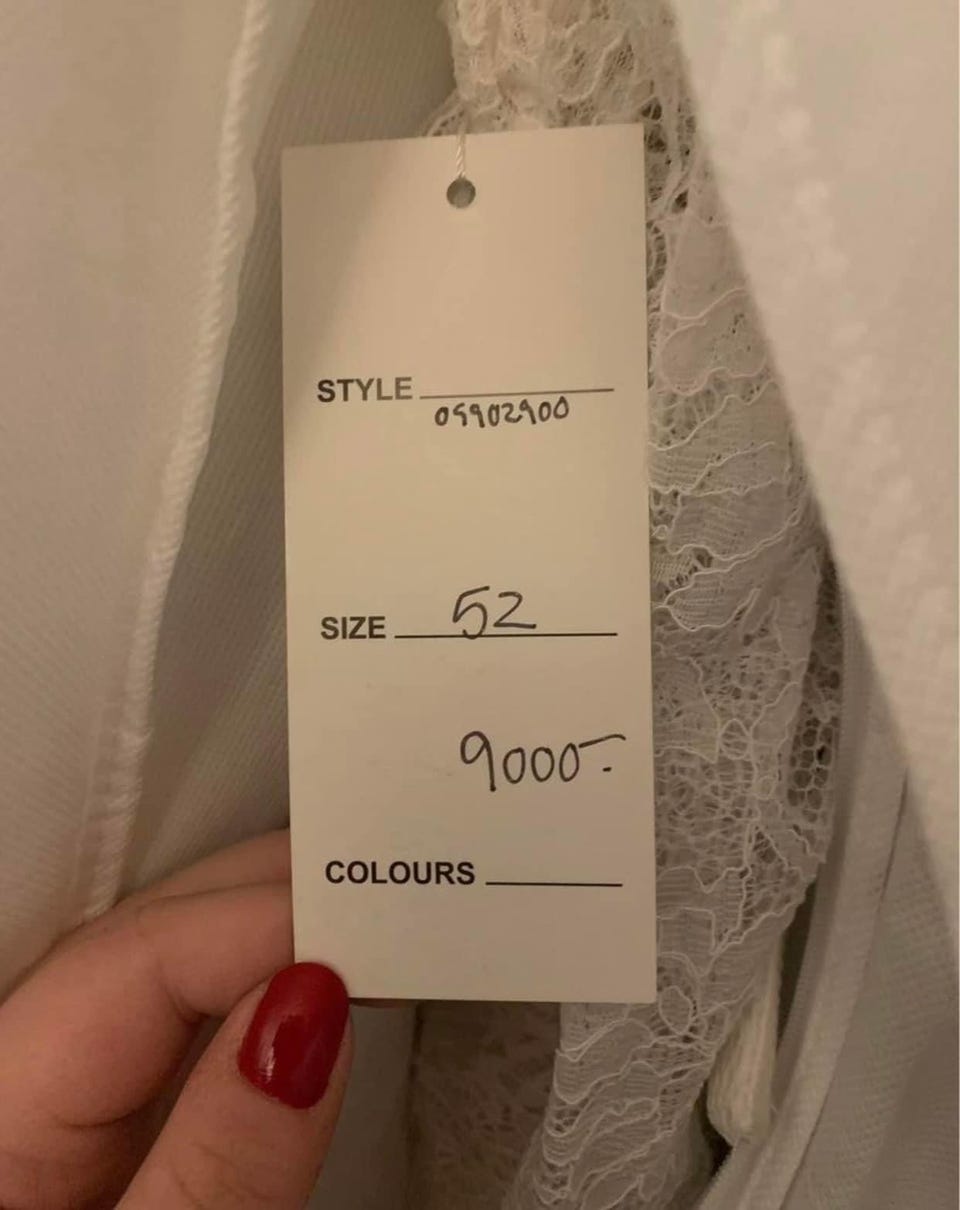 STYLE
05902900
SIZE 52
9000.-
COLOURS